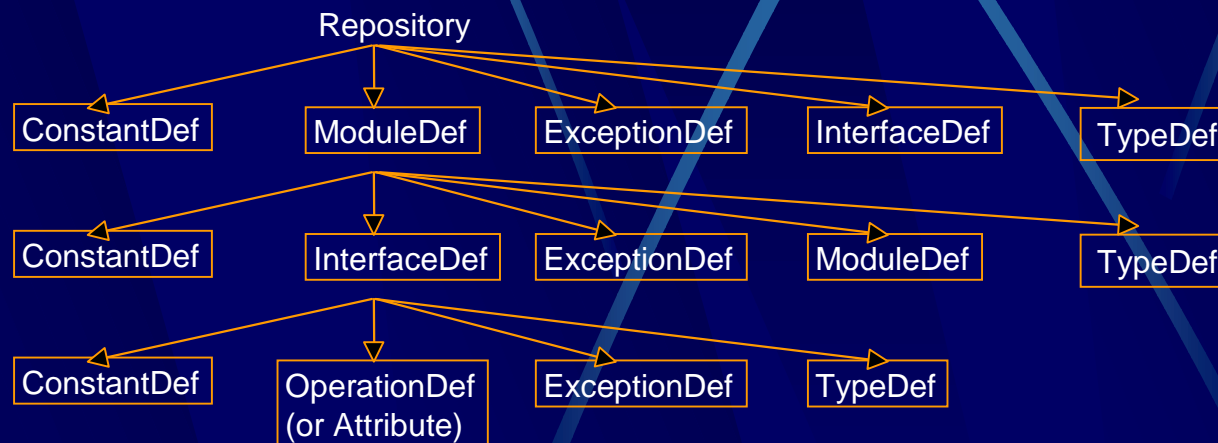 Repository
ConstantDef
ModuleDef
ExceptionDef
InterfaceDef
TypeDef
ConstantDef
InterfaceDef
ExceptionDef
ModuleDef
TypeDef
ConstantDef
OperationDef
(or Attribute)
ExceptionDef
TypeDef